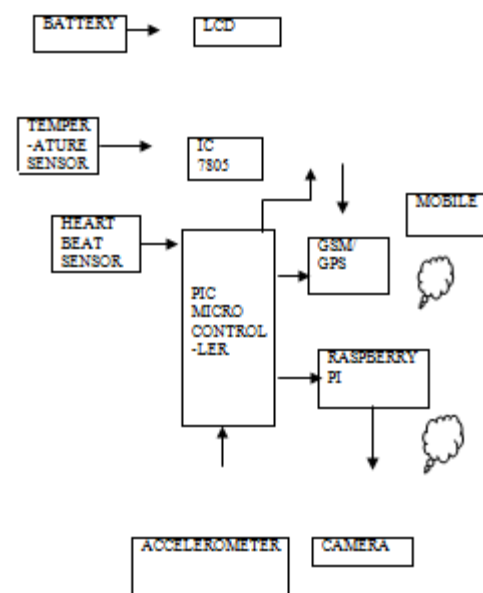 BATTERY
LCD
TEMPER
-ATURE
SENSOR
IC
7805
MOBILE
HEART
BEAT
SENSOR
GSM/
GPS
PIC
MICRO
CONTROL
-LER
RASPBERRY
PI
ACCELEROMETER
CAMERA